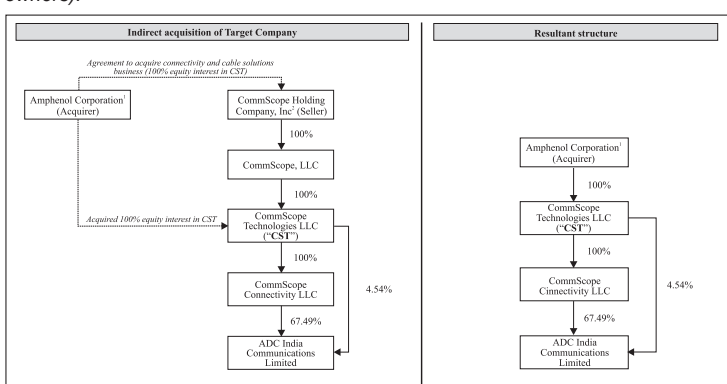 owners).
Indirect acquisition of Target Company
Agreement to acquire connectivity and cable solutions
business (100% equity interest in CST)
Amphenol Corporation¹
(Acquirer)
CommScope Holding
Company, Inc² (Seller)
100%
CommScope, LLC
100%
Acquired 100% equity interest in CST
CommScope
Technologies LLC
("CST")
100%
4.54%
CommScope
Connectivity LLC
67.49%
ADC India
Communications
Limited
Resultant structure
Amphenol Corporation¹
(Acquirer)
100%
CommScope
Technologies LLC
("CST")
100%
4.54%
CommScope
Cinnectivity LLC
67.49%
ADC India
Communications
Limited